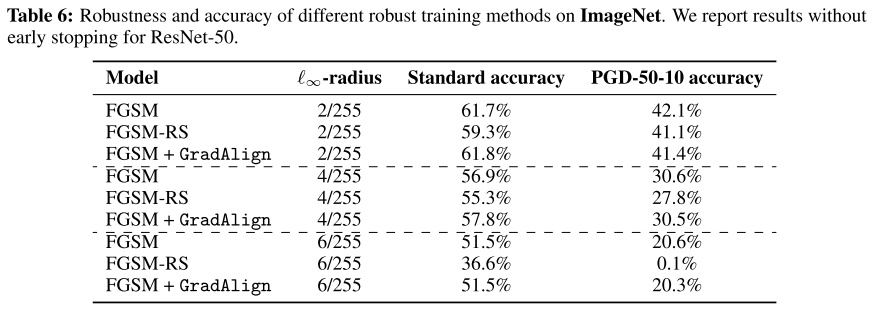 Table 6: Robustness and accuracy of different robust training methods on ImageNet. We report results without
early stopping for ResNet-50.
Model ℓ∞-radius Standard accuracy PGD-50-10 accuracy
FGSM 2/255 61.7% 42.1%
FGSM-RS 2/255 59.3% 41.1%
FGSM + GradAlign 2/255 61.8% 41.4%
FGSM 4/255 56.9% 30.6%
FGSM-RS 4/255 55.3% 27.8%
FGSM + GradAlign 4/255 57.8% 30.5%
FGSM 6/255 51.5% 20.6%
FGSM-RS 6/255 36.6% 0.1%
FGSM + GradAlign 6/255 51.5% 20.3%